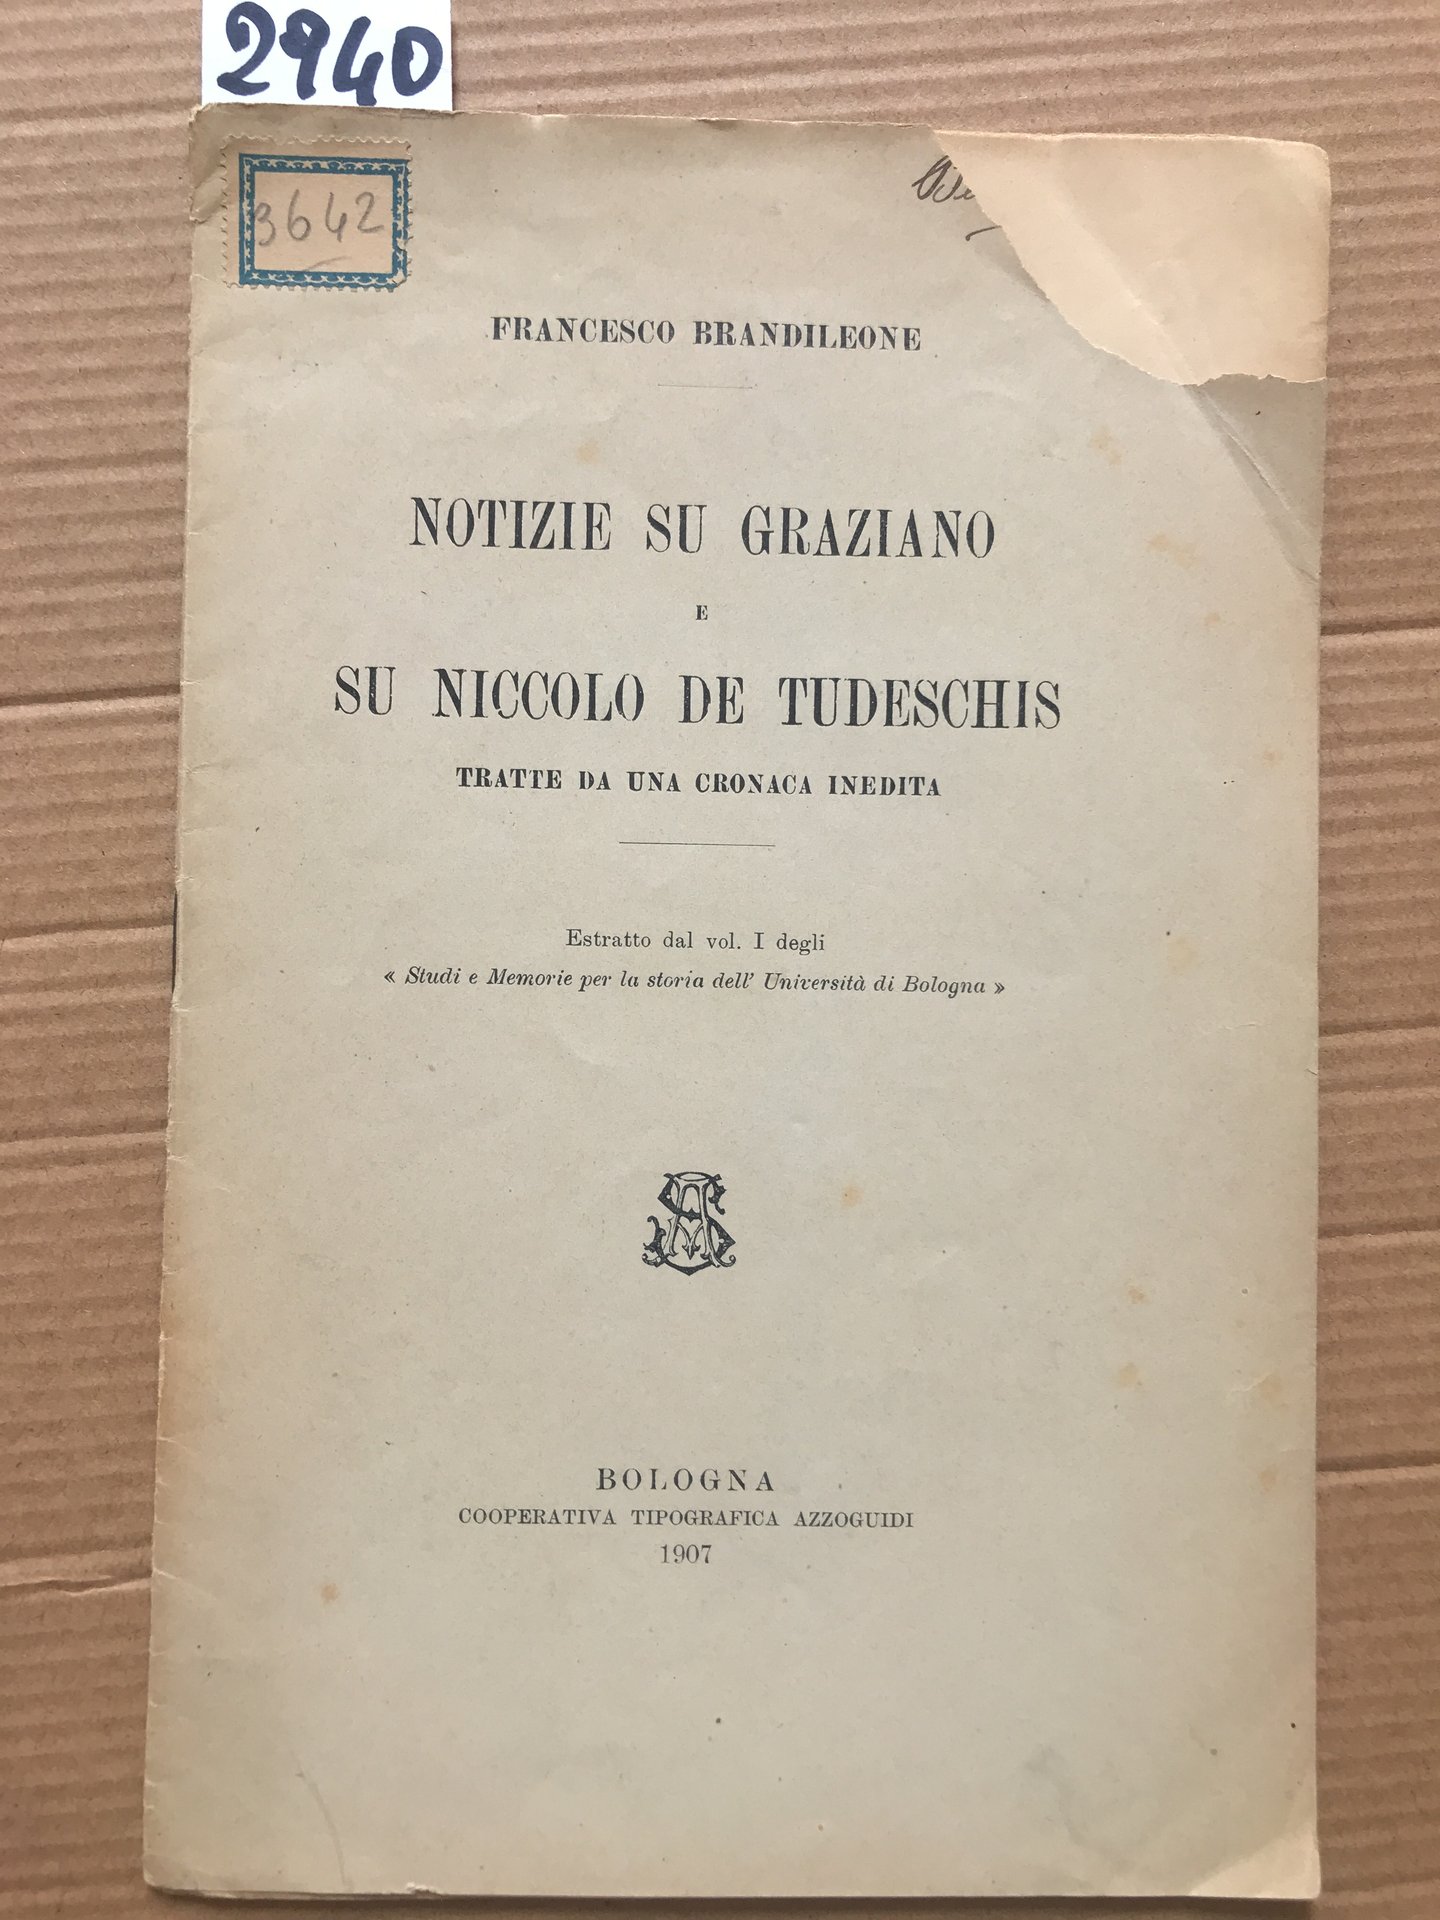 2940
3642
FRANCESCO BRANDILEONE
NOTIZIE SU GRAZIANO
E
SU NICCOLO DE TUDESCHIS
TRATTE DA UNA CRONACA INEDITA
Estratto dal vol. I degli
« Studi e Memorie per la storia dell' Università di Bologna »
BOLOGNA
COOPERATIVA TIPOGRAFICA AZZOGUIDI
1907